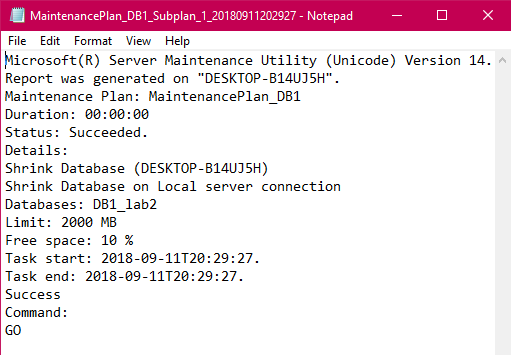 MaintenancePlan_DB1_Subplan_1_20180911202927 - Notepad
File Edit Format View Help
Microsoft(R) Server Maintenance Utility (Unicode) Version 14.
Report was generated on "DESKTOP-B14UJ5H".
Maintenance Plan: MaintenancePlan_DB1
Duration: 00:00:00
Status: Succeeded.
Details:
Shrink Database (DESKTOP-B14UJ5H)
Shrink Database on Local server connection
Databases: DB1_lab2
Limit: 2000 MB
Free space: 10 %
Task start: 2018-09-11T20:29:27.
Task end: 2018-09-11T20:29:27.
Success
Command:
GO